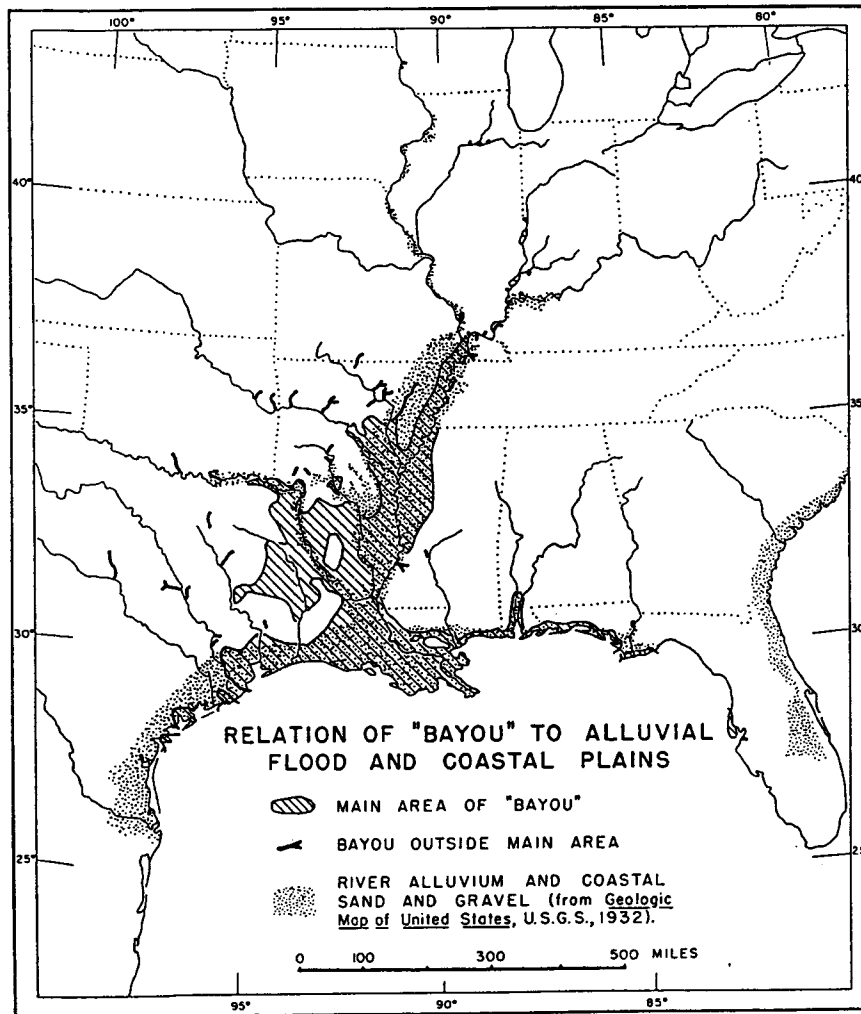 100° 95° 90° 85° 80°
40° 40°
35° 35°
30° 30°
RELATION OF "BAYOU" TO ALLUVIAL
FLOOD AND COASTAL PLAINS
MAIN AREA OF "BAYOU"
BAYOU OUTSIDE MAIN AREA
25° 25°
RIVER ALLUVIUM AND COASTAL
SAND AND GRAVEL (from Geologic
Map of United States, U.S.G.S., 1932).
0 100 300 500 MILES
95° 90° 85°